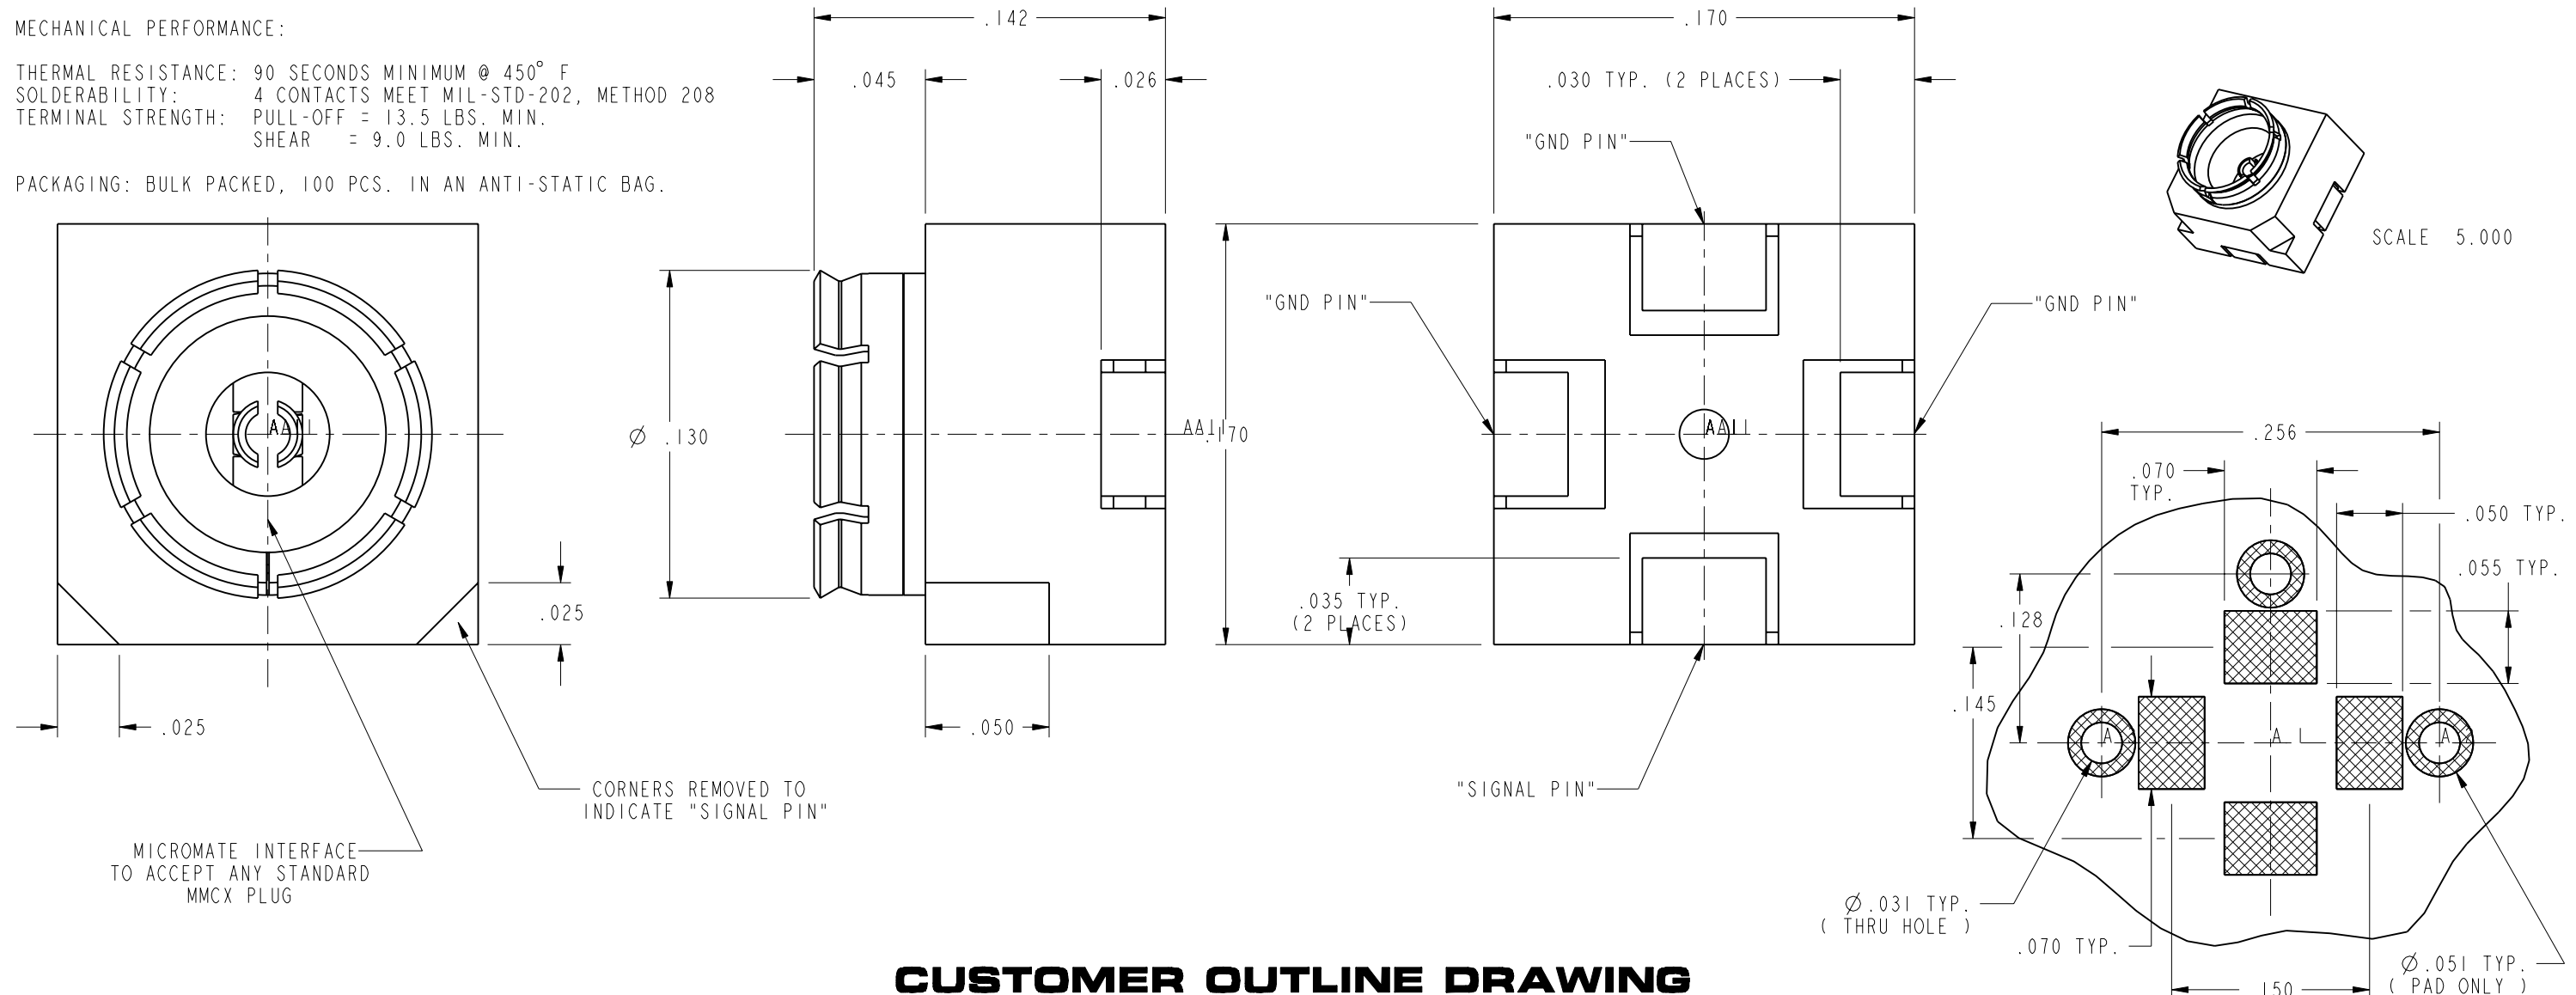 MECHANICAL PERFORMANCE:
THERMAL RESISTANCE: 90 SECONDS MINIMUM @ 450° F
SOLDERABILITY: 4 CONTACTS MEET MIL-STD-202, METHOD 208
TERMINAL STRENGTH: PULL-OFF = 13.5 LBS. MIN.
SHEAR = 9.0 LBS. MIN.
PACKAGING: BULK PACKED, 100 PCS. IN AN ANTI-STATIC BAG.
.142
.045
.026
.170
.030 TYP. (2 PLACES)
"GND PIN"
"GND PIN"
"GND PIN"
SCALE 5.000
Ø .130
.170
.025
.025
.050
.035 TYP.
(2 PLACES)
"SIGNAL PIN"
CORNERS REMOVED TO
INDICATE "SIGNAL PIN"
MICROMATE INTERFACE
TO ACCEPT ANY STANDARD
MMCX PLUG
.256
.070
TYP.
.050 TYP.
.055 TYP.
.128
.145
A
A
Ø.031 TYP.
( THRU HOLE )
.070 TYP.
Ø.051 TYP.
( PAD ONLY )
.150
CUSTOMER OUTLINE DRAWING